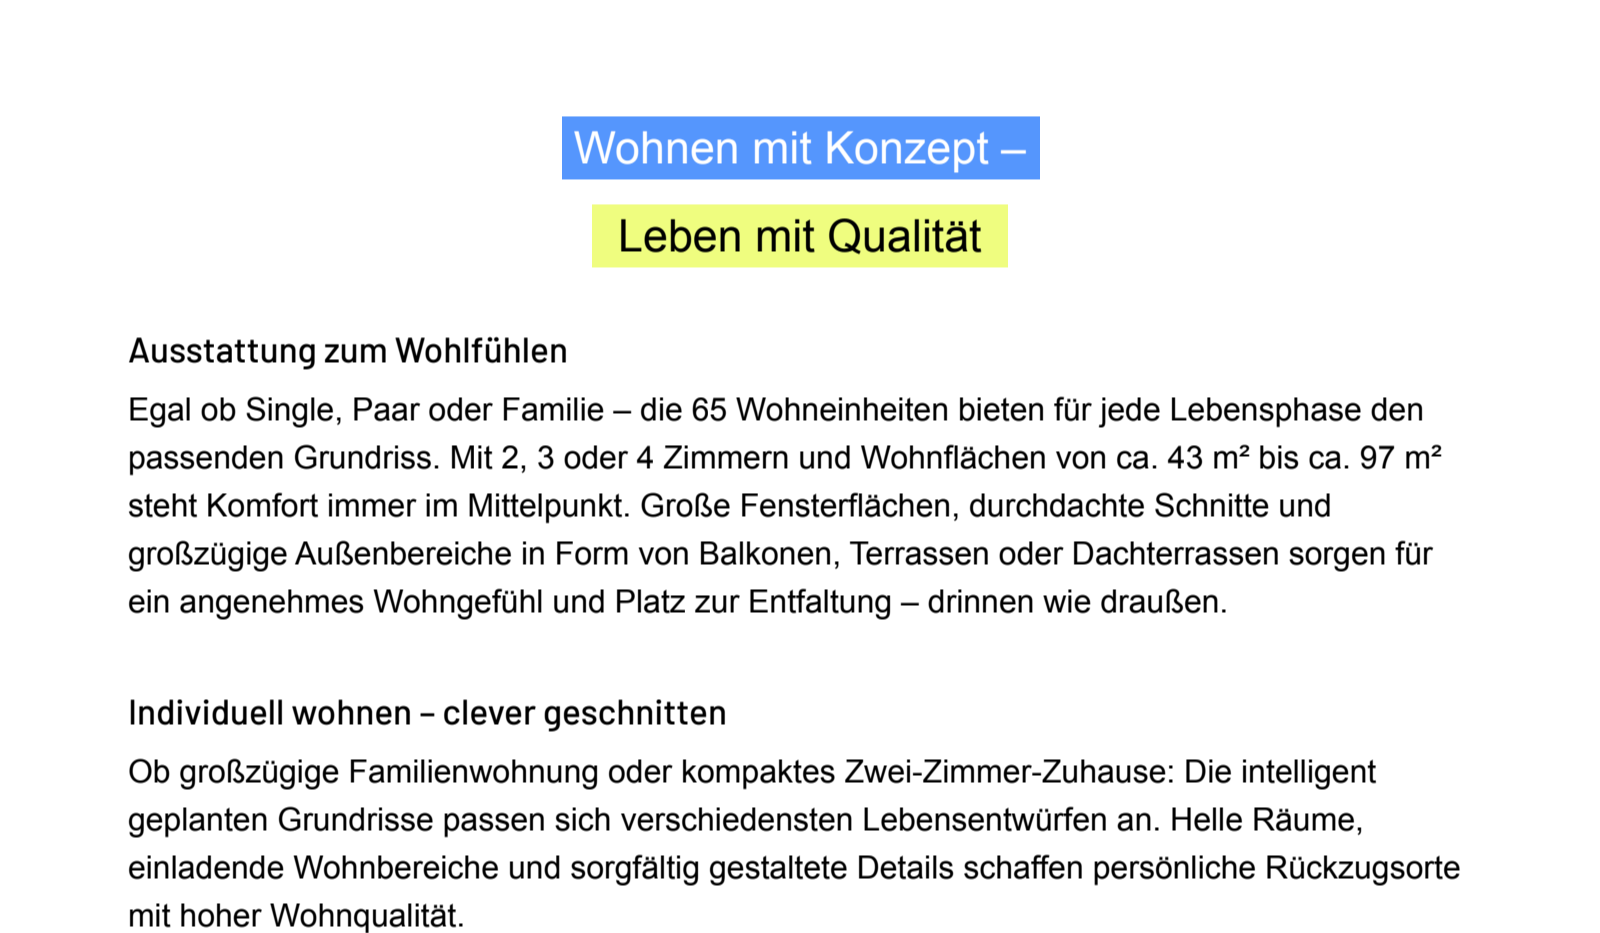 Wohnen mit Konzept –
Leben mit Qualität
Ausstattung zum Wohlfühlen
Egal ob Single, Paar oder Familie – die 65 Wohneinheiten bieten für jede Lebensphase den
passenden Grundriss. Mit 2, 3 oder 4 Zimmern und Wohnflächen von ca. 43 m² bis ca. 97 m²
steht Komfort immer im Mittelpunkt. Große Fensterflächen, durchdachte Schnitte und
großzügige Außenbereiche in Form von Balkonen, Terrassen oder Dachterrassen sorgen für
ein angenehmes Wohngefühl und Platz zur Entfaltung – drinnen wie draußen.
Individuell wohnen – clever geschnitten
Ob großzügige Familienwohnung oder kompaktes Zwei-Zimmer-Zuhause: Die intelligent
geplanten Grundrisse passen sich verschiedensten Lebensentwürfen an. Helle Räume,
einladende Wohnbereiche und sorgfältig gestaltete Details schaffen persönliche Rückzugsorte
mit hoher Wohnqualität.